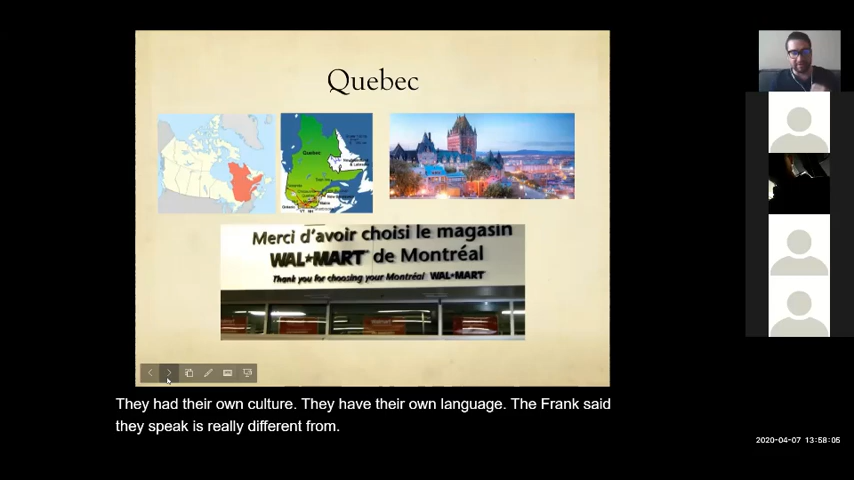 Quebec
Quebec
Merci d'avoir choisi le magasin
WAL★MART de Montréal
Thank you for choosing your Montréal WAL★MART
They had their own culture. They have their own language. The Frank said
they speak is really different from.
2020-04-07 13:58:05